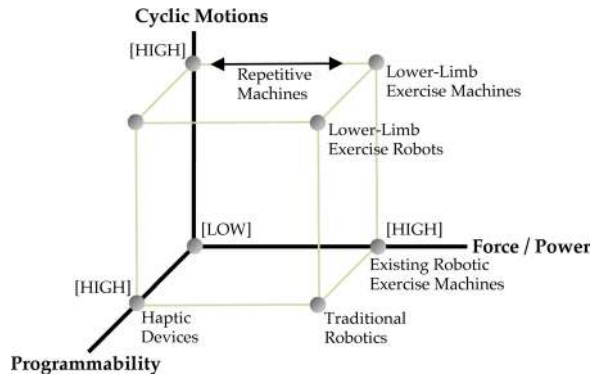 Cyclic Motions
[HIGH]
Repetitive
Machines
Lower-Limb
Exercise Machines
Lower-Limb
Exercise Robots
[LOW]
[HIGH]
Force / Power
Existing Robotic
Exercise Machines
[HIGH]
Haptic
Devices
Traditional
Robotics
Programmability